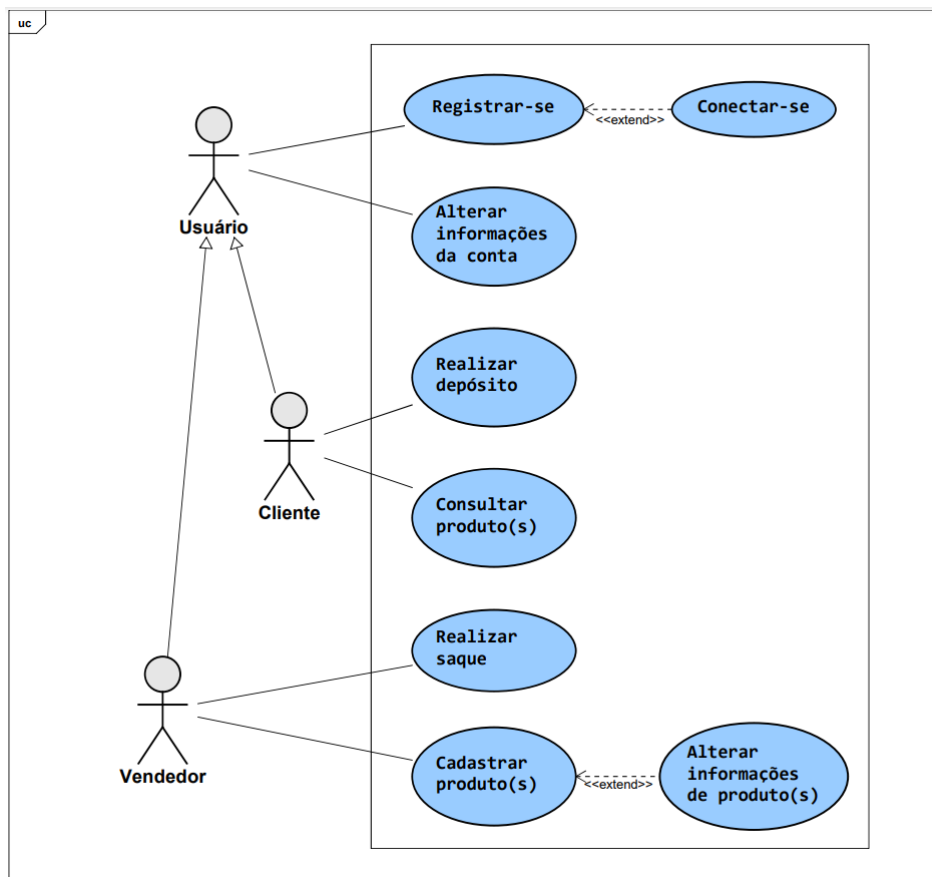 uc
Registrar-se
<<extend>>
Conectar-se
Usuário
Alterar
informações
da conta
Realizar
depósito
Cliente
Consultar
produto(s)
Realizar
saque
Vendedor
Cadastrar
produto(s)
<<extend>>
Alterar
informações
de produto(s)